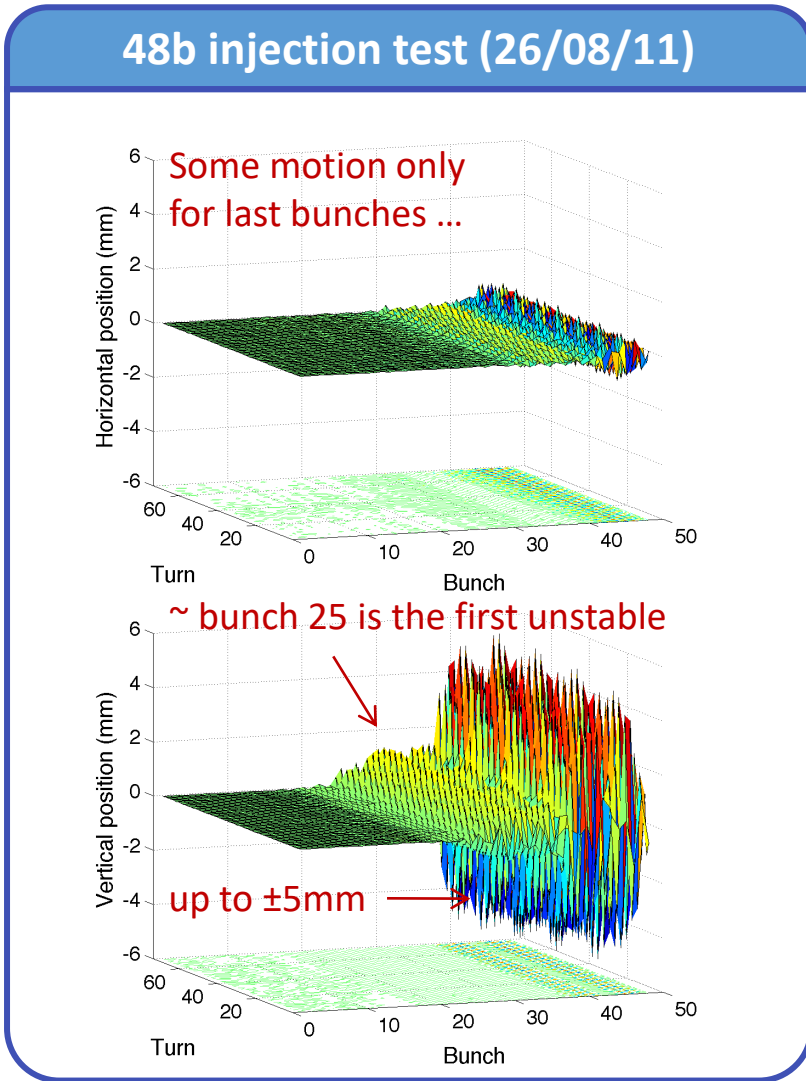 48b injection test (26/08/11)
Some motion only
for last bunches ...
Horizontal position (mm)
6
4
2
0
-2
-4
-6
60
40
20
0
10
20
30
40
50
Turn
Bunch
~ bunch 25 is the first unstable
Vertical position (mm)
6
4
2
0
-2
-4
-6
up to ±5mm
60
40
20
0
10
20
30
40
50
Turn
Bunch